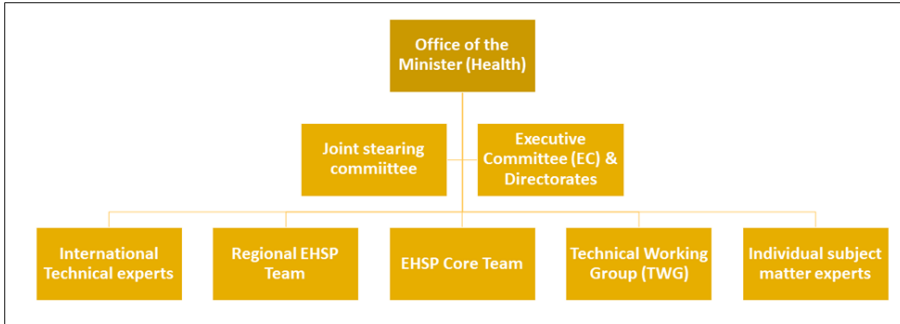 Office of the
Minister (Health)
Joint stearing
commiittee
Executive
Committee (EC) &
Directorates
International
Technical experts
Regional EHSP
Team
EHSP Core Team
Technical Working
Group (TWG)
Individual subject
matter experts